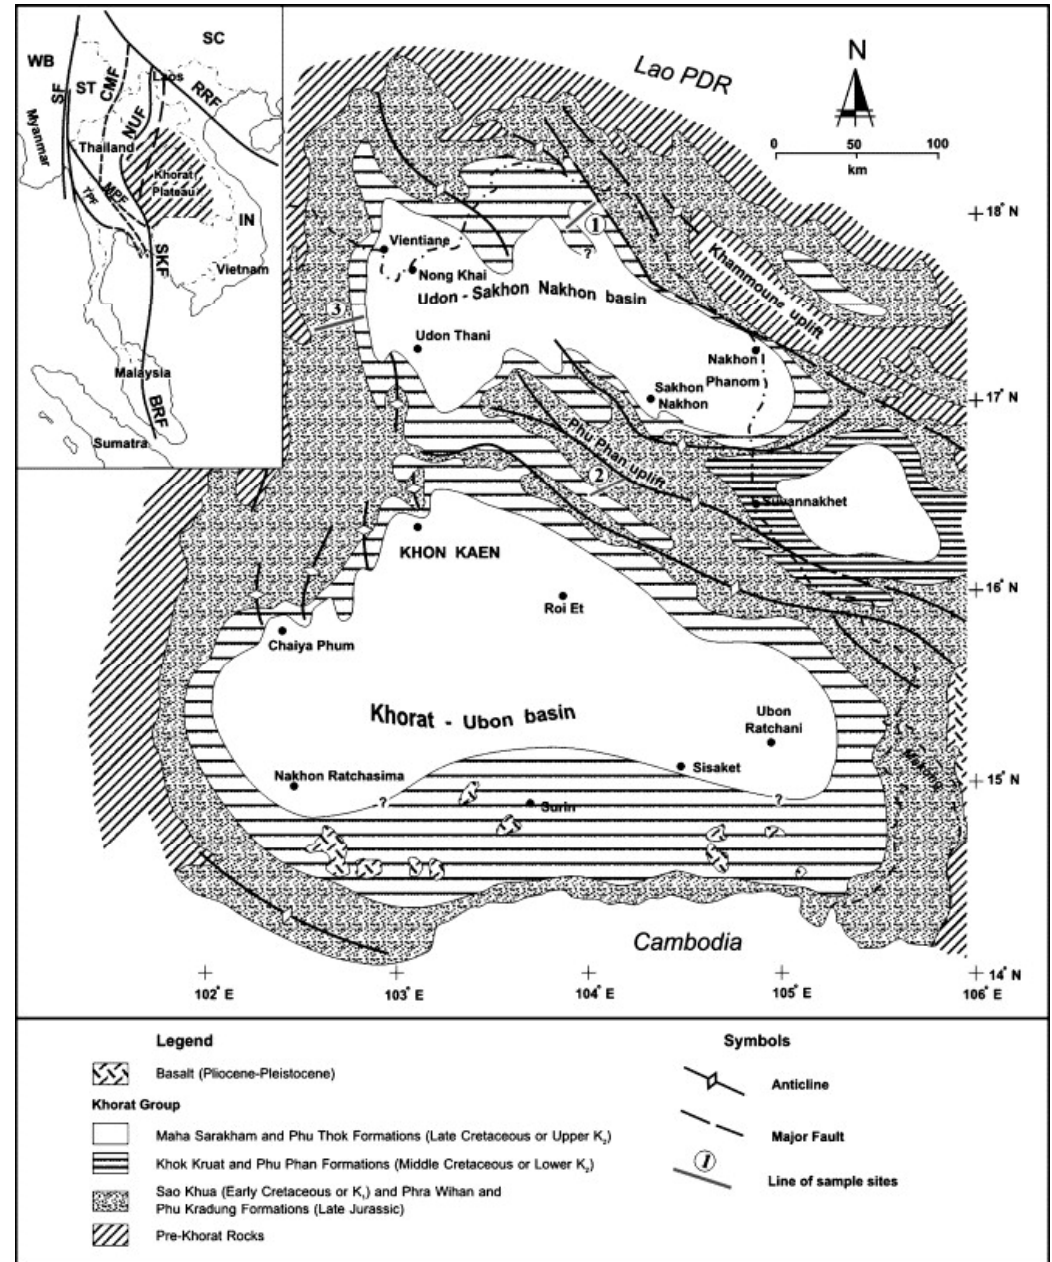 SC
WB
ST
SF
CMF
Laos
RRF
NUF
Myanmar
Thailand
Khorat
Plateau
MPF
TPF
IN
SKF
Vietnam
Malaysia
BRF
Sumatra
Lao PDR
N
0 50 100
km
18° N
1
?
Vientiane
Nong Khai
Udon - Sakhon Nakhon basin
Khammouns uplift
3
Udon Thani
Nakhon
Phanom
Sakhon
Nakhon
17° N
Phu Phan uplift
2
Suvannakhet
KHON KAEN
16° N
Roi Et
Chaiya Phum
Khorat - Ubon basin
Ubon
Ratchani
Sisaket
Mekong
15° N
Nakhon Ratchasima
?
?
Surin
Cambodia
14° N
102° E 103° E 104° E 105° E 106° E
Legend
Basalt (Pliocene-Pleistocene)
Khorat Group
Maha Sarakham and Phu Thok Formations (Late Cretaceous or Upper K₂)
Khok Kruat and Phu Phan Formations (Middle Cretaceous or Lower K₂)
Sao Khua (Early Cretaceous or K₁) and Phra Wihan and
Phu Kradung Formations (Late Jurassic)
Pre-Khorat Rocks
Symbols
Anticline
Major Fault
1
Line of sample sites